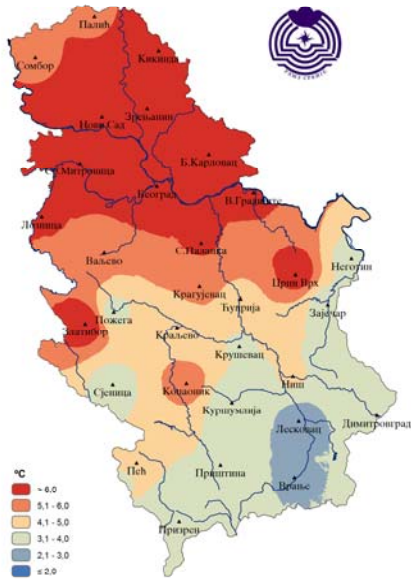 Палић
Сомбор
Кикинда
Зрењанин
Нови Сад
Б.Карловац
С.Митровица
Београд
В.Градиште
Лозница
Ваљево
С.Паланка
Неготин
Црни Врх
Крагујевац
Ћуприја
Зајечар
Пожега
Златибор
Краљево
Крушевац
Ниш
Сјеница
Копаоник
Куршумлија
Димитровград
Лесковац
Пећ
Приштина
Врање
Призрен
°C
> 6,0
5,1 - 6,0
4,1 - 5,0
3,1 - 4,0
2,1 - 3,0
≤ 2,0